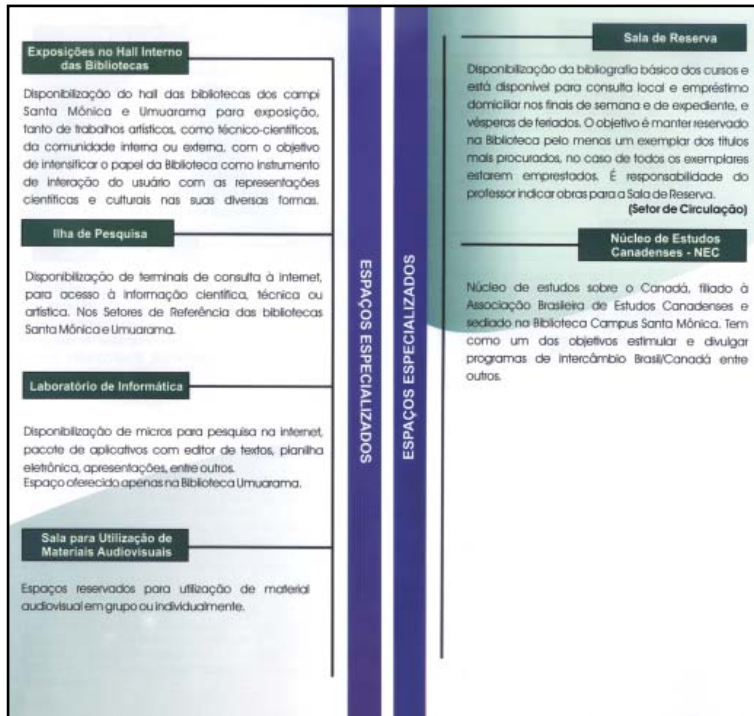 Exposições no Hall Interno
das Bibliotecas
Disponibilização do hall das bibliotecas dos campi
Santa Mônica e Umuarama para exposição,
tanto de trabalhos artísticos, como técnico-científicos,
da comunidade interna ou externa, com o objetivo
de intensificar o papel da Biblioteca como instrumento
de interação do usuário com as representações
científicas e culturais nas suas diversas formas.
Ilha de Pesquisa
Disponibilização de terminais de consulta à internet,
para acesso à informação científica, técnica ou
artística. Nos Setores de Referência das bibliotecas
Santa Mônica e Umuarama.
Laboratório de Informática
Disponibilização de micros para pesquisa na internet,
pacote de aplicativos com editor de textos, planilha
eletrônica, apresentações, entre outros.
Espaço oferecido apenas na Biblioteca Umuarama.
Sala para Utilização de
Materiais Audiovisuais
Espaços reservados para utilização de material
audiovisual em grupo ou individualmente.
ESPAÇOS ESPECIALIZADOS
ESPAÇOS ESPECIALIZADOS
Sala de Reserva
Disponibilização da bibliografia básica dos cursos e
está disponível para consulta local e empréstimo
domiciliar nos finais de semana e de expediente, e
vésperas de feriados. O objetivo é manter reservado
na Biblioteca pelo menos um exemplar dos títulos
mais procurados, no caso de todos os exemplares
estarem emprestados. É responsabilidade do
professor indicar obras para a Sala de Reserva.
(Setor de Circulação)
Núcleo de Estudos
Canadenses - NEC
Núcleo de estudos sobre o Canadá, filiado à
Associação Brasileira de Estudos Canadenses e
sediado na Biblioteca Campus Santa Mônica. Tem
como um dos objetivos estimular e divulgar
programas de intercâmbio Brasil/Canadá entre
outros.